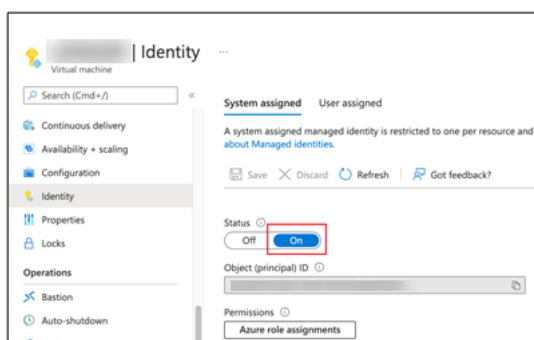 | Identity ...
Virtual machine
Search (Cmd+/)
«
Continuous delivery
Availability + scaling
Configuration
Identity
Properties
Locks
Operations
Bastion
Auto-shutdown
System assigned User assigned
A system assigned managed identity is restricted to one per resource and
about Managed identities.
Save Discard Refresh Got feedback?
Status
Off On
Object (principal) ID
Permissions
Azure role assignments